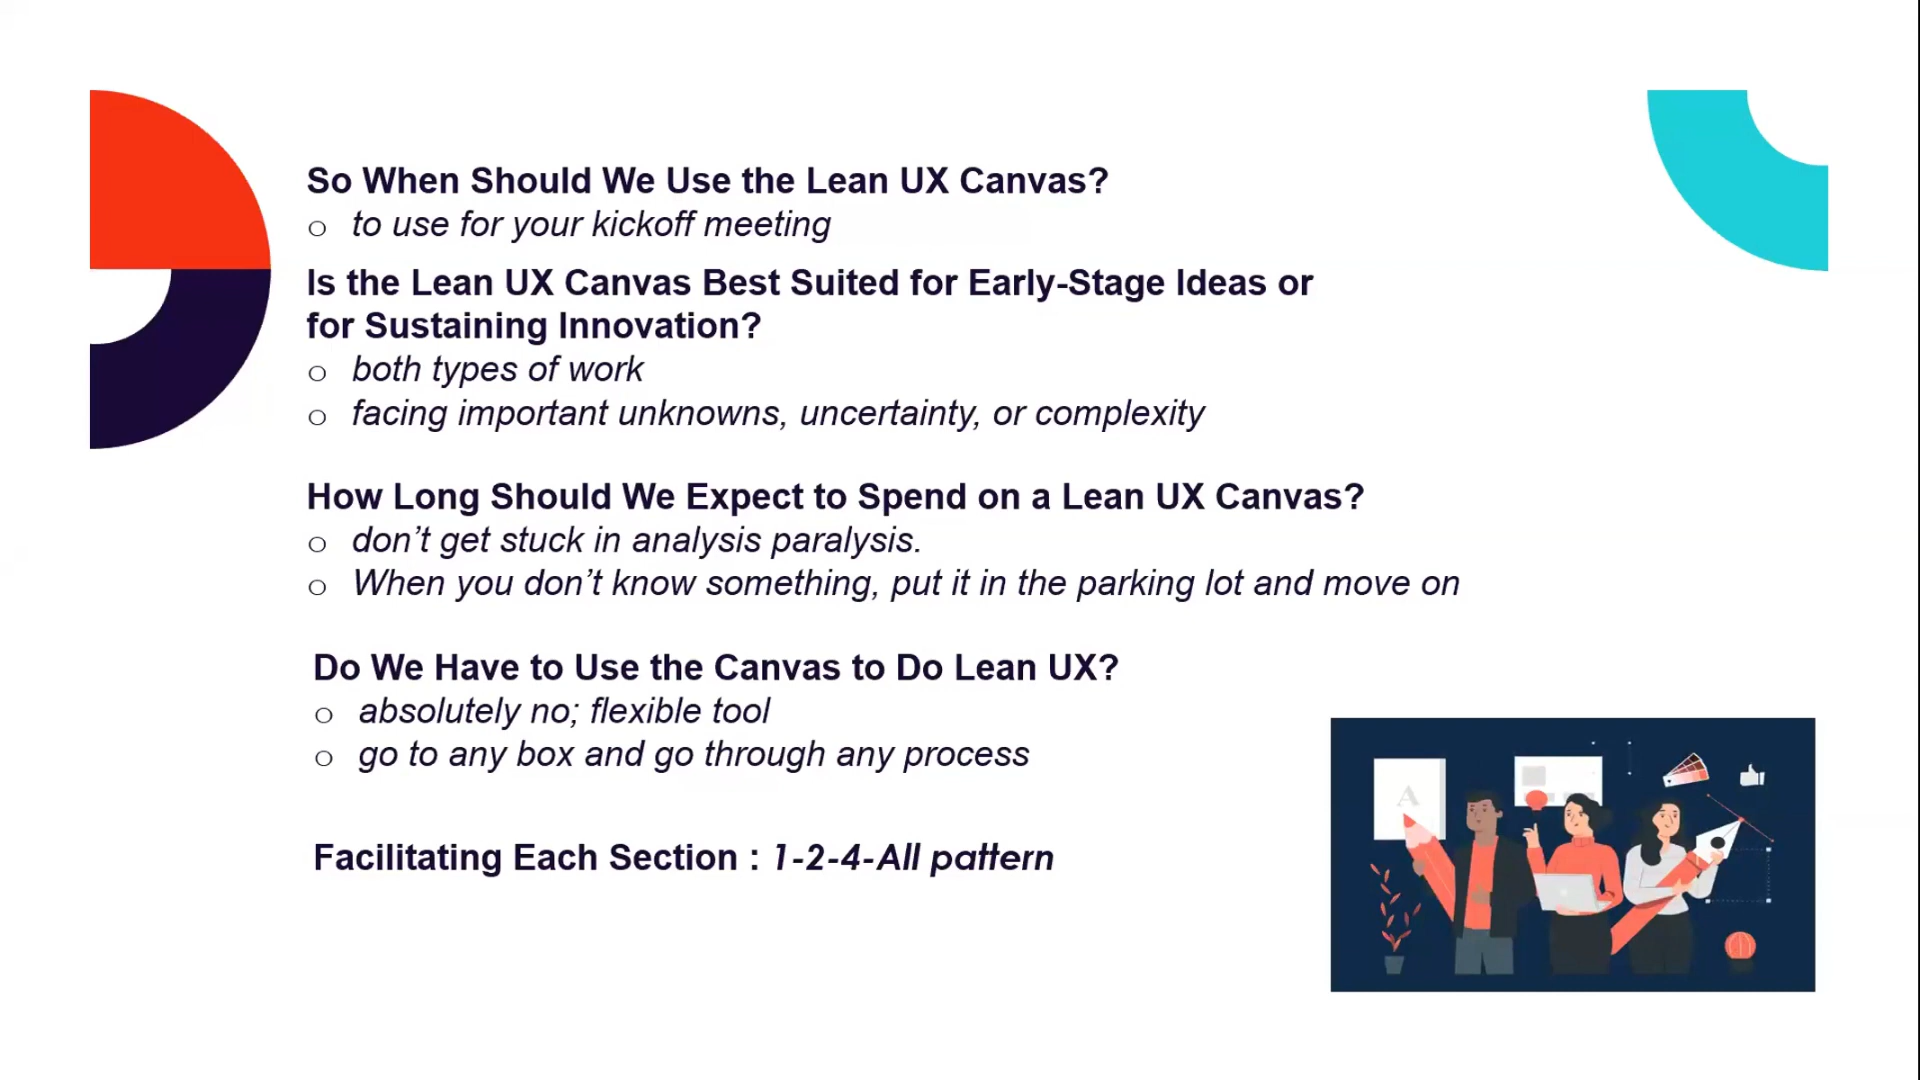 So When Should We Use the Lean UX Canvas?
o to use for your kickoff meeting
Is the Lean UX Canvas Best Suited for Early-Stage Ideas or
for Sustaining Innovation?
o both types of work
o facing important unknowns, uncertainty, or complexity
How Long Should We Expect to Spend on a Lean UX Canvas?
o don’t get stuck in analysis paralysis.
o When you don’t know something, put it in the parking lot and move on
Do We Have to Use the Canvas to Do Lean UX?
o absolutely no; flexible tool
o go to any box and go through any process
Facilitating Each Section : 1-2-4-All pattern
A